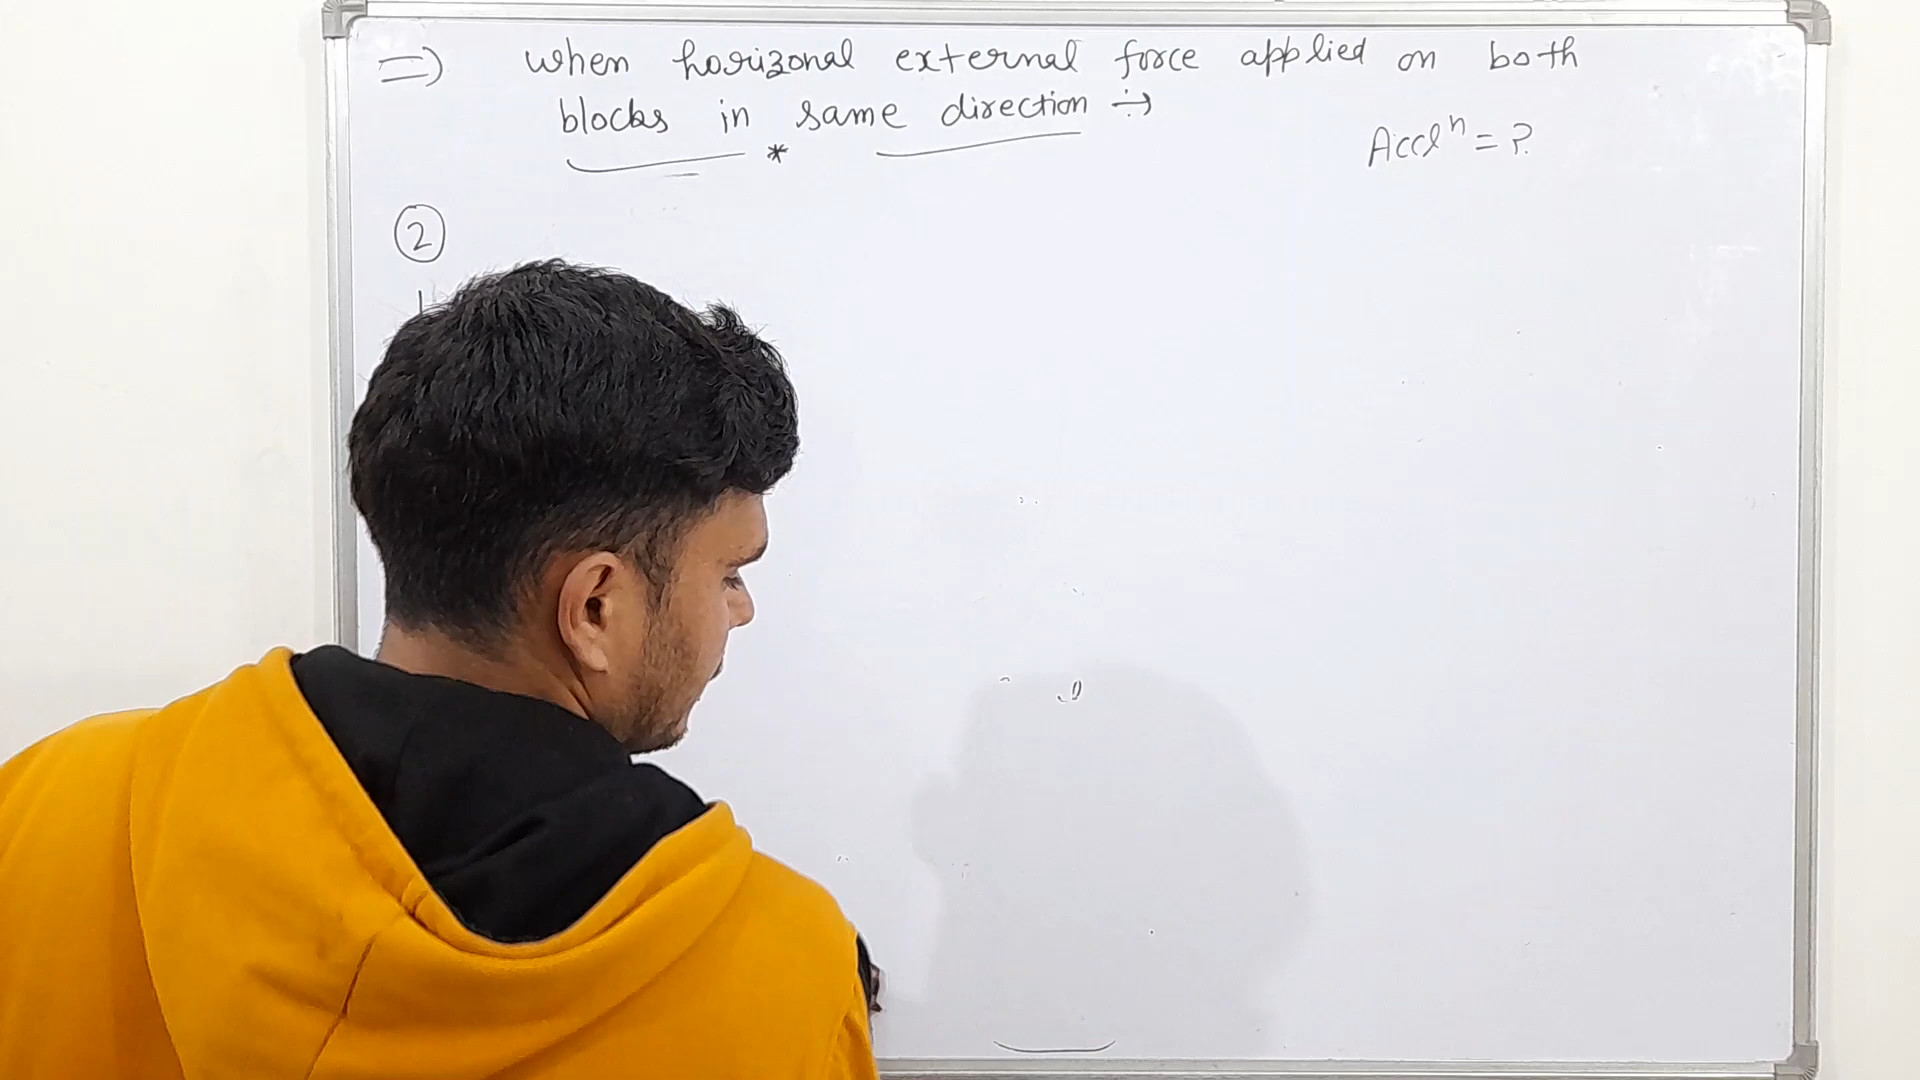 =) when horizonal external force applied on both
blocks in same direction ÷→
*
Accl^n = ?
2